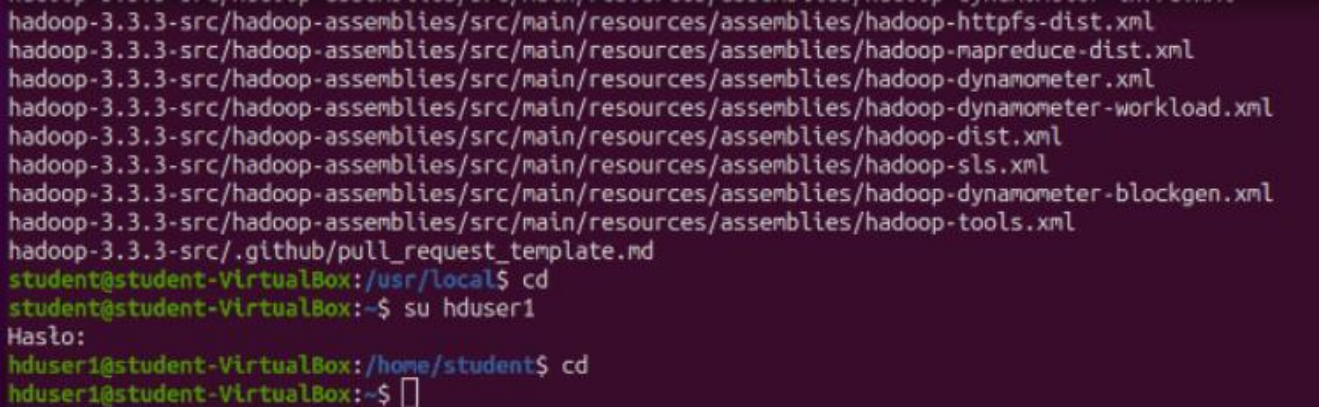 hadoop-3.3.3-src/hadoop-assemblies/src/main/resources/assemblies/hadoop-httpfs-dist.xml
hadoop-3.3.3-src/hadoop-assemblies/src/main/resources/assemblies/hadoop-mapreduce-dist.xml
hadoop-3.3.3-src/hadoop-assemblies/src/main/resources/assemblies/hadoop-dynamometer.xml
hadoop-3.3.3-src/hadoop-assemblies/src/main/resources/assemblies/hadoop-dynamometer-workload.xml
hadoop-3.3.3-src/hadoop-assemblies/src/main/resources/assemblies/hadoop-dist.xml
hadoop-3.3.3-src/hadoop-assemblies/src/main/resources/assemblies/hadoop-sls.xml
hadoop-3.3.3-src/hadoop-assemblies/src/main/resources/assemblies/hadoop-dynamometer-blockgen.xml
hadoop-3.3.3-src/hadoop-assemblies/src/main/resources/assemblies/hadoop-tools.xml
hadoop-3.3.3-src/.github/pull_request_template.md
student@student-VirtualBox:/usr/local$ cd
student@student-VirtualBox:~$ su hduser1
Hasło:
hduser1@student-VirtualBox:/home/student$ cd
hduser1@student-VirtualBox:~$